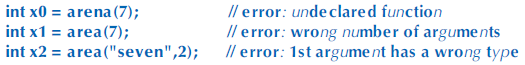 int x0 = arena(7); // error: undeclared function
int x1 = area(7); // error: wrong number of arguments
int x2 = area("seven",2); // error: 1st argument has a wrong type